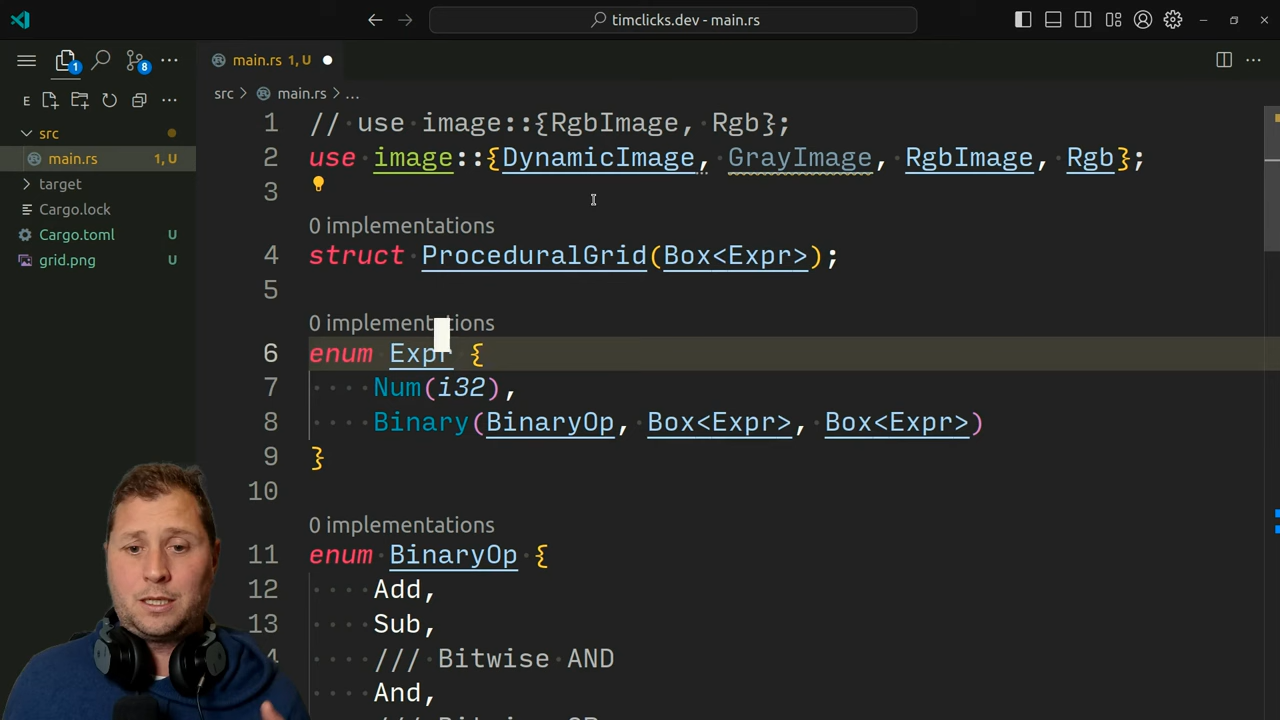 timclicks.dev - main.rs
1
8
main.rs 1, U
E
src > main.rs > ...
src
main.rs 1, U
target
Cargo.lock
Cargo.toml U
grid.png U
1 // use image::{RgbImage, Rgb};
2 use image::{DynamicImage, GrayImage, RgbImage, Rgb};
3
0 implementations
4 struct ProceduralGrid(Box<Expr>);
5
0 implementations
6 enum Expr {
7 Num(i32),
8 Binary(BinaryOp, Box<Expr>, Box<Expr>)
9 }
10
0 implementations
11 enum BinaryOp {
12 Add,
13 Sub,
/// Bitwise AND
And,